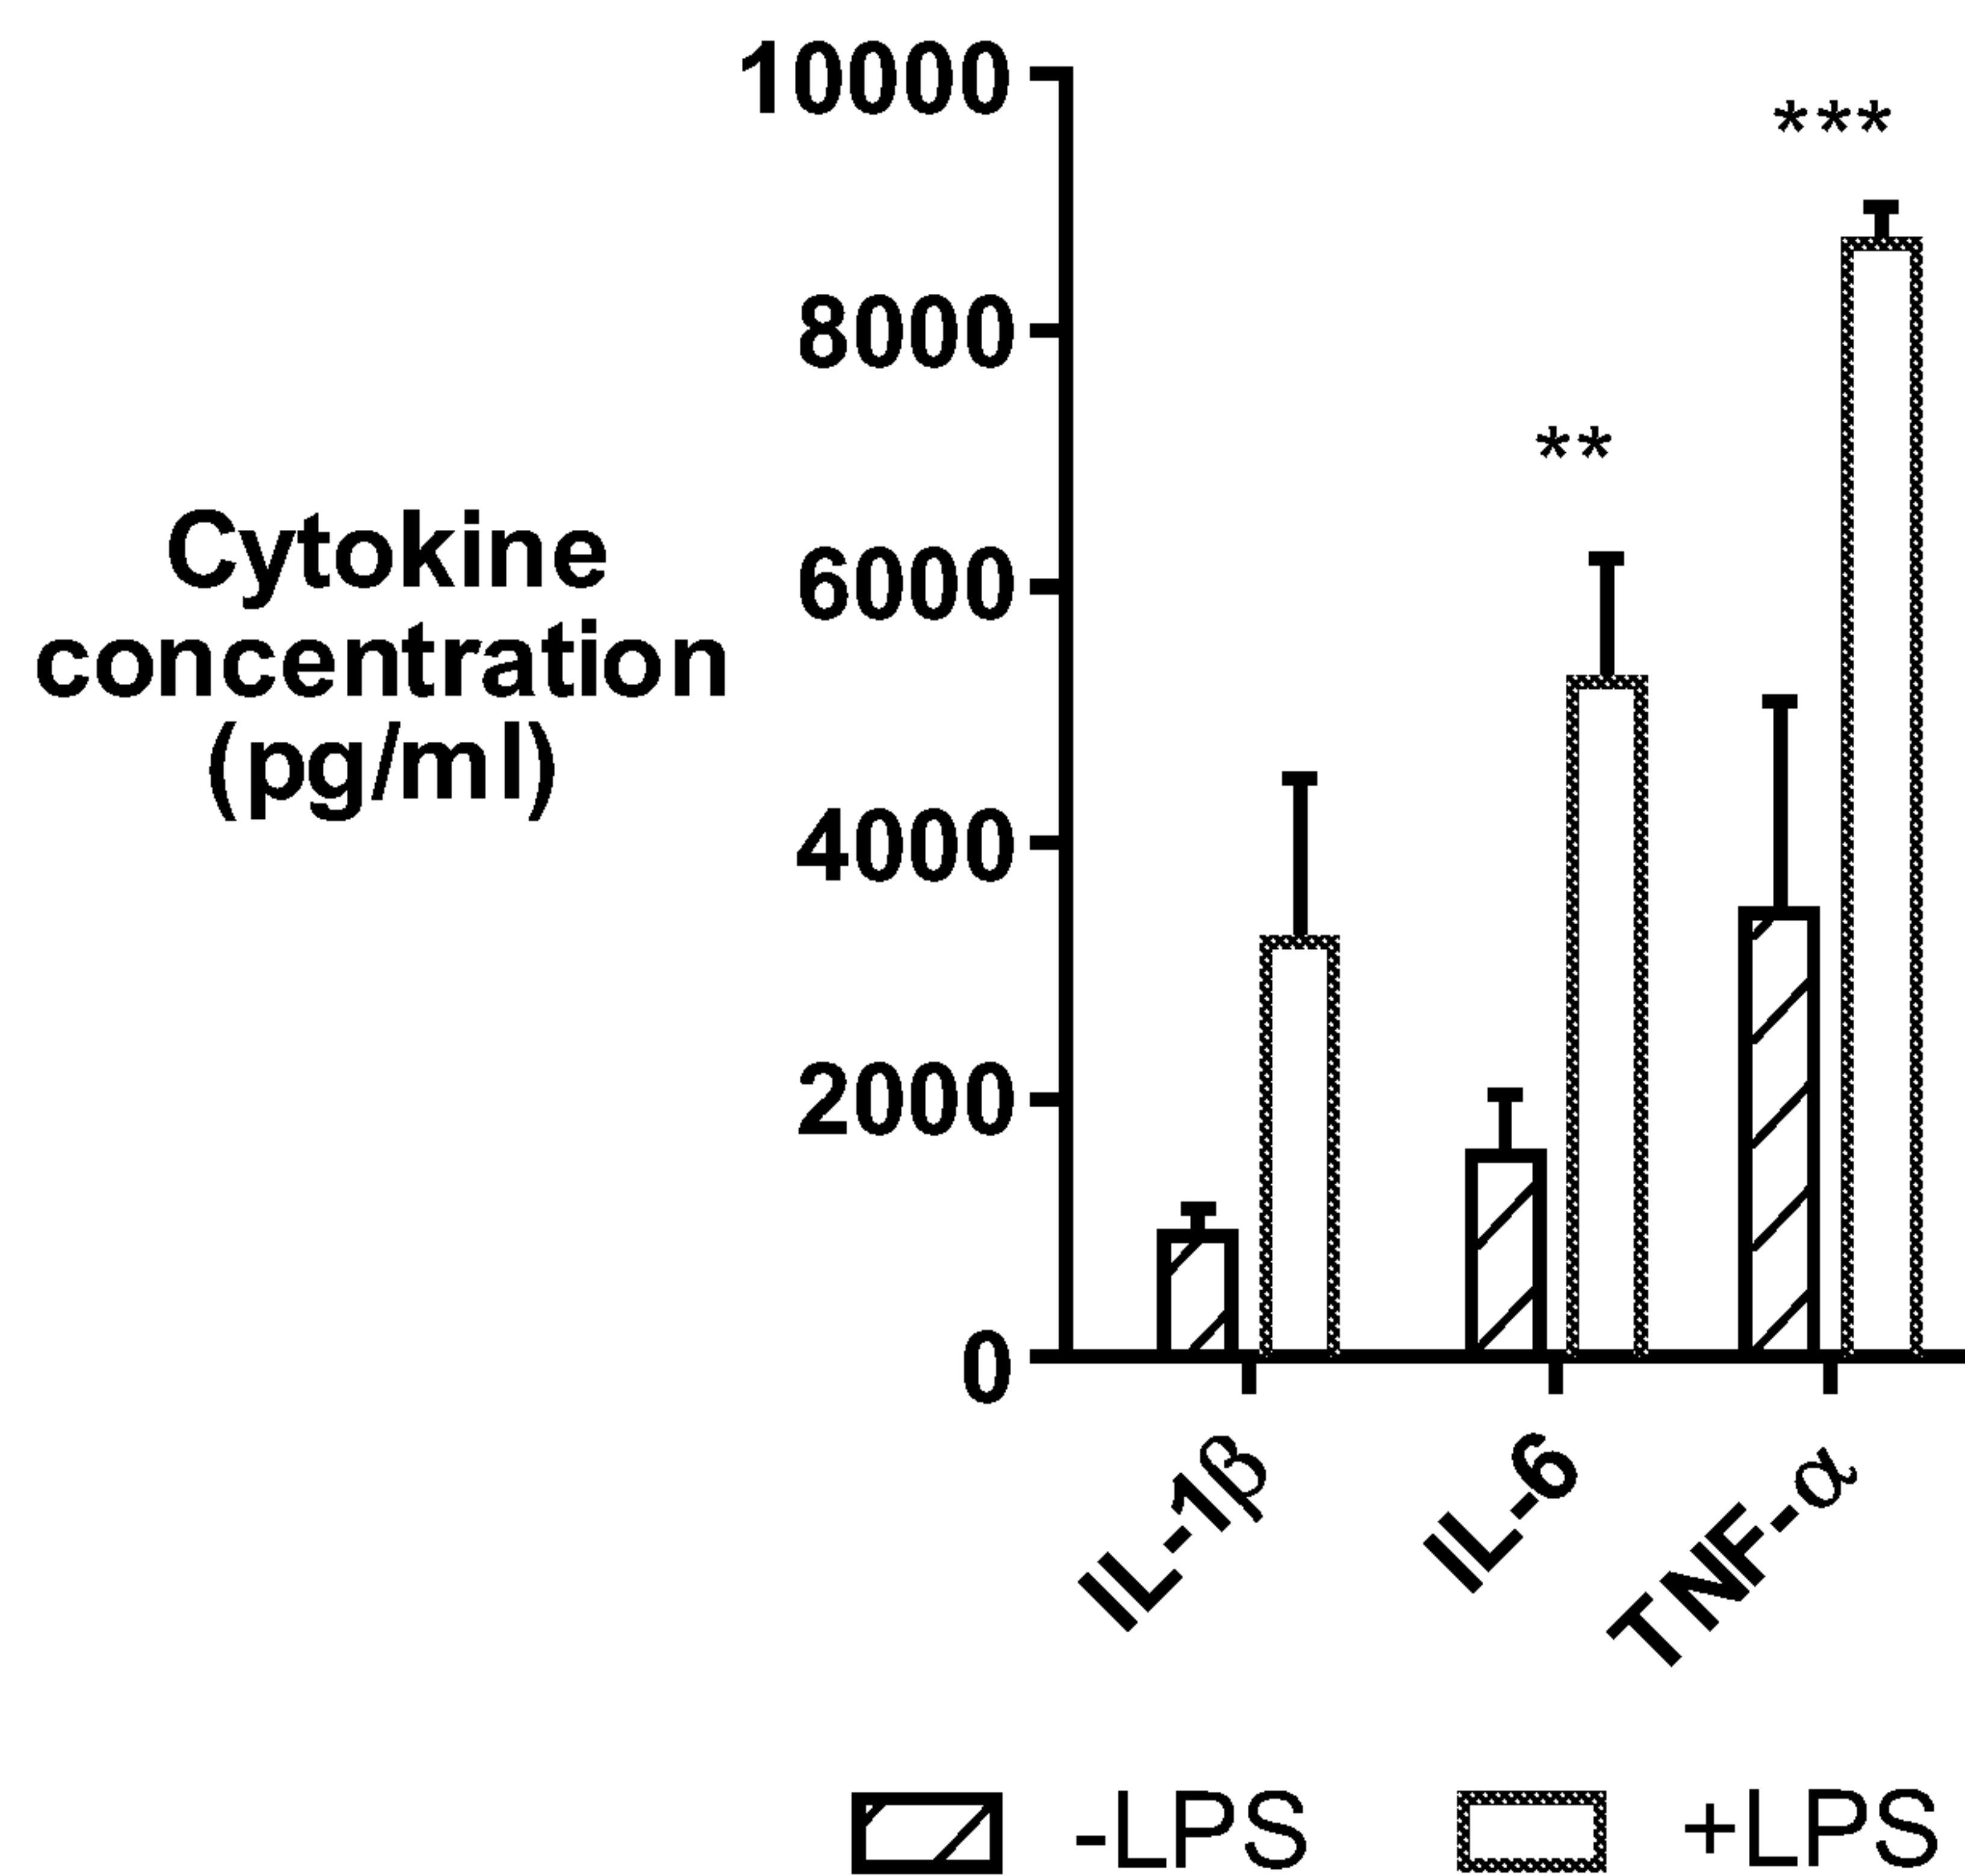 10000
***
8000
**
6000
Cytokine
concentration
(pg/ml)
4000
2000
0
IL-1β
IL-6
TNF-α
-LPS
+LPS